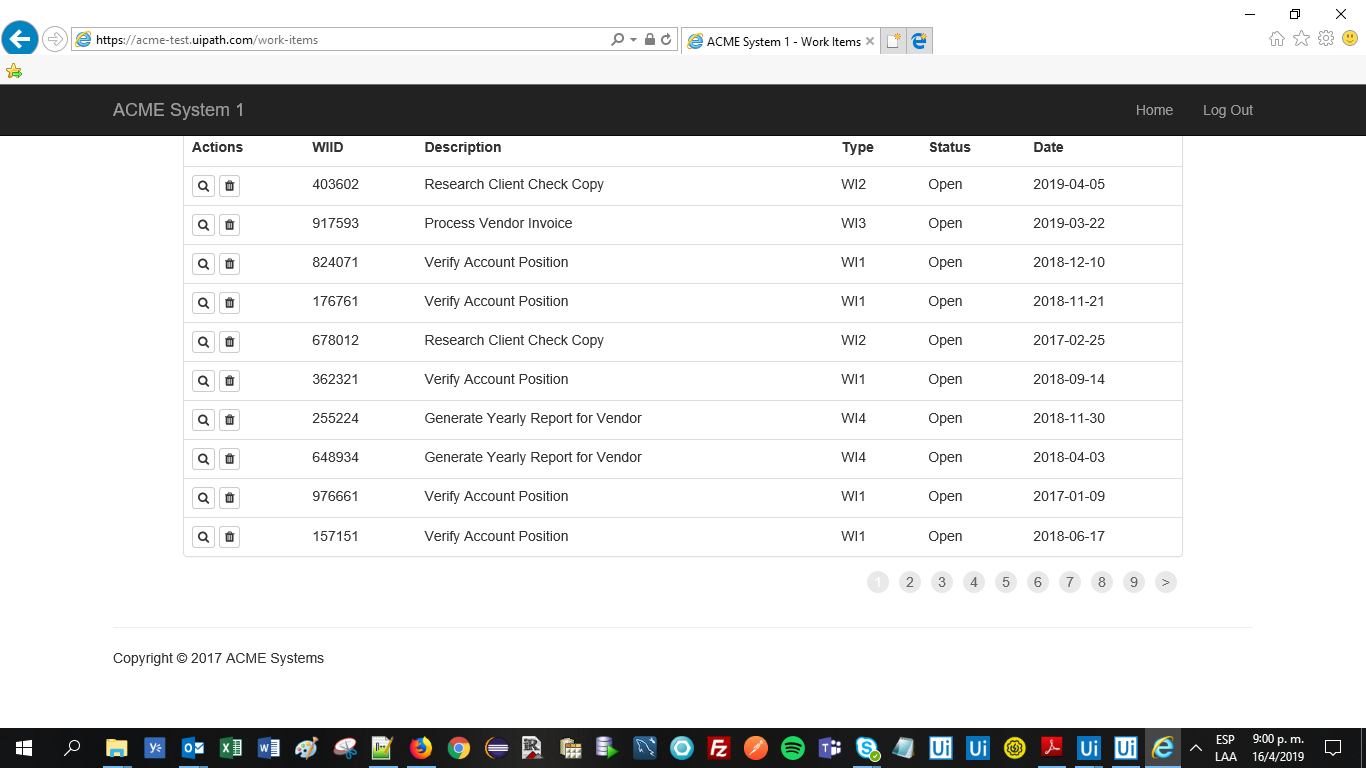 https://acme-test.uipath.com/work-items
ACME System 1 - Work Items
ACME System 1
Home
Log Out
Actions WIID Description Type Status Date
403602 Research Client Check Copy WI2 Open 2019-04-05
917593 Process Vendor Invoice WI3 Open 2019-03-22
824071 Verify Account Position WI1 Open 2018-12-10
176761 Verify Account Position WI1 Open 2018-11-21
678012 Research Client Check Copy WI2 Open 2017-02-25
362321 Verify Account Position WI1 Open 2018-09-14
255224 Generate Yearly Report for Vendor WI4 Open 2018-11-30
648934 Generate Yearly Report for Vendor WI4 Open 2018-04-03
976661 Verify Account Position WI1 Open 2017-01-09
157151 Verify Account Position WI1 Open 2018-06-17
1 2 3 4 5 6 7 8 9 >
Copyright © 2017 ACME Systems
ESP 9:00 p. m.
LAA 16/4/2019